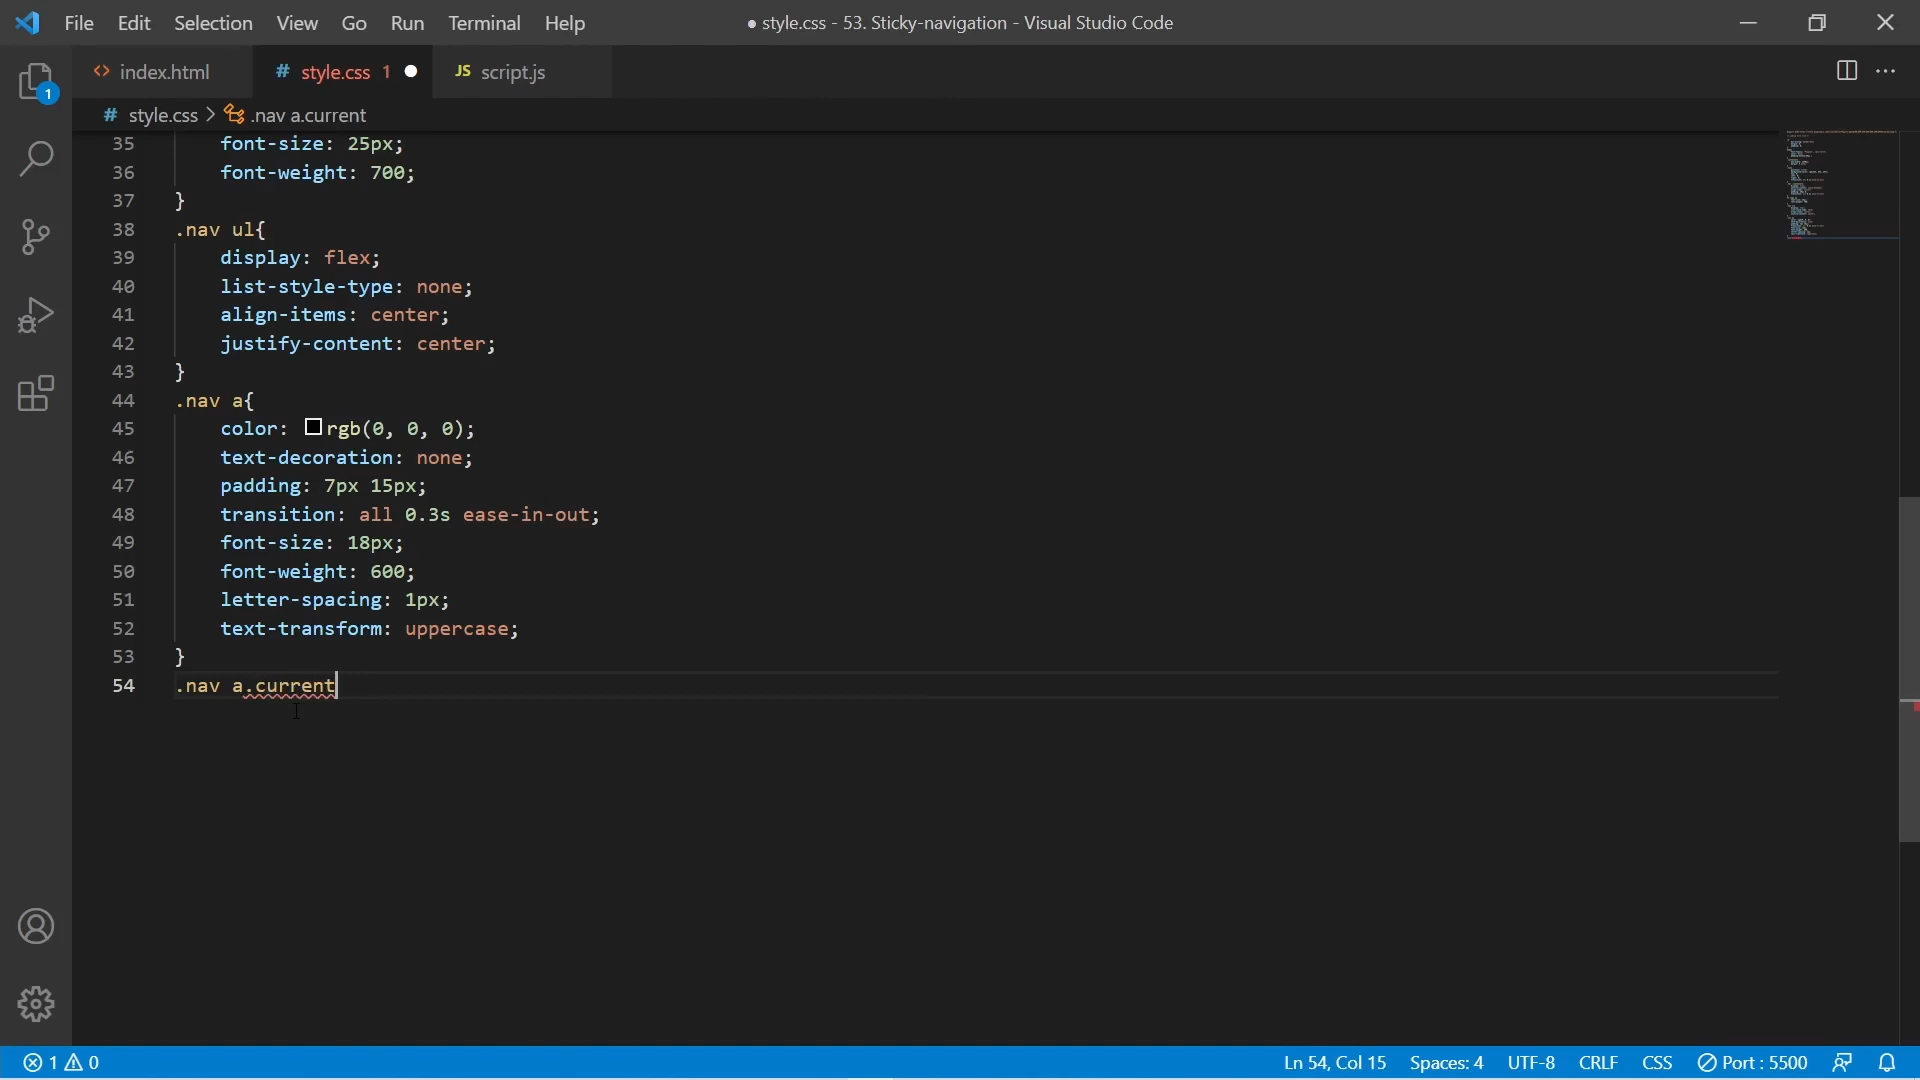 File Edit Selection View Go Run Terminal Help ● style.css - 53. Sticky-navigation - Visual Studio Code
index.html # style.css 1 JS script.js
# style.css > .nav a.current
1
35 font-size: 25px;
36 font-weight: 700;
37 }
38 .nav ul{
39 display: flex;
40 list-style-type: none;
41 align-items: center;
42 justify-content: center;
43 }
44 .nav a{
45 color: rgb(0, 0, 0);
46 text-decoration: none;
47 padding: 7px 15px;
48 transition: all 0.3s ease-in-out;
49 font-size: 18px;
50 font-weight: 600;
51 letter-spacing: 1px;
52 text-transform: uppercase;
53 }
54 .nav a.current
1 0 Ln 54, Col 15 Spaces: 4 UTF-8 CRLF CSS Port : 5500